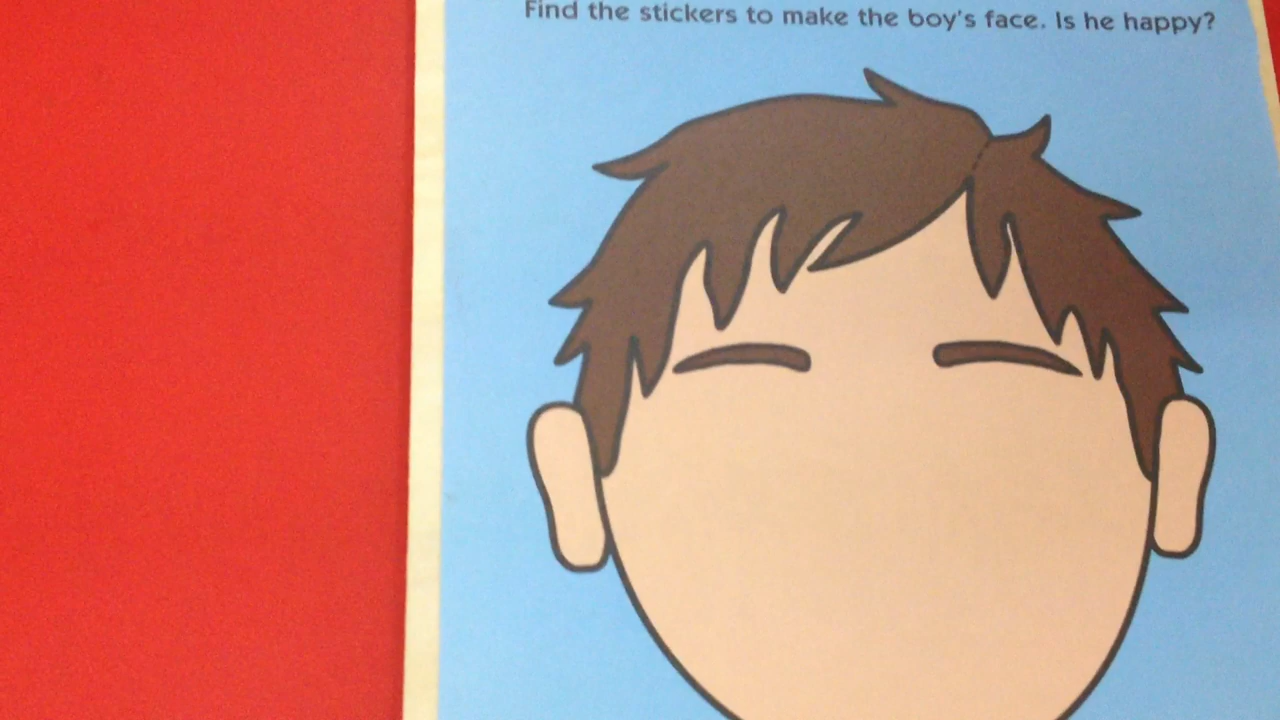 Find the stickers to make the boy's face. Is he happy?